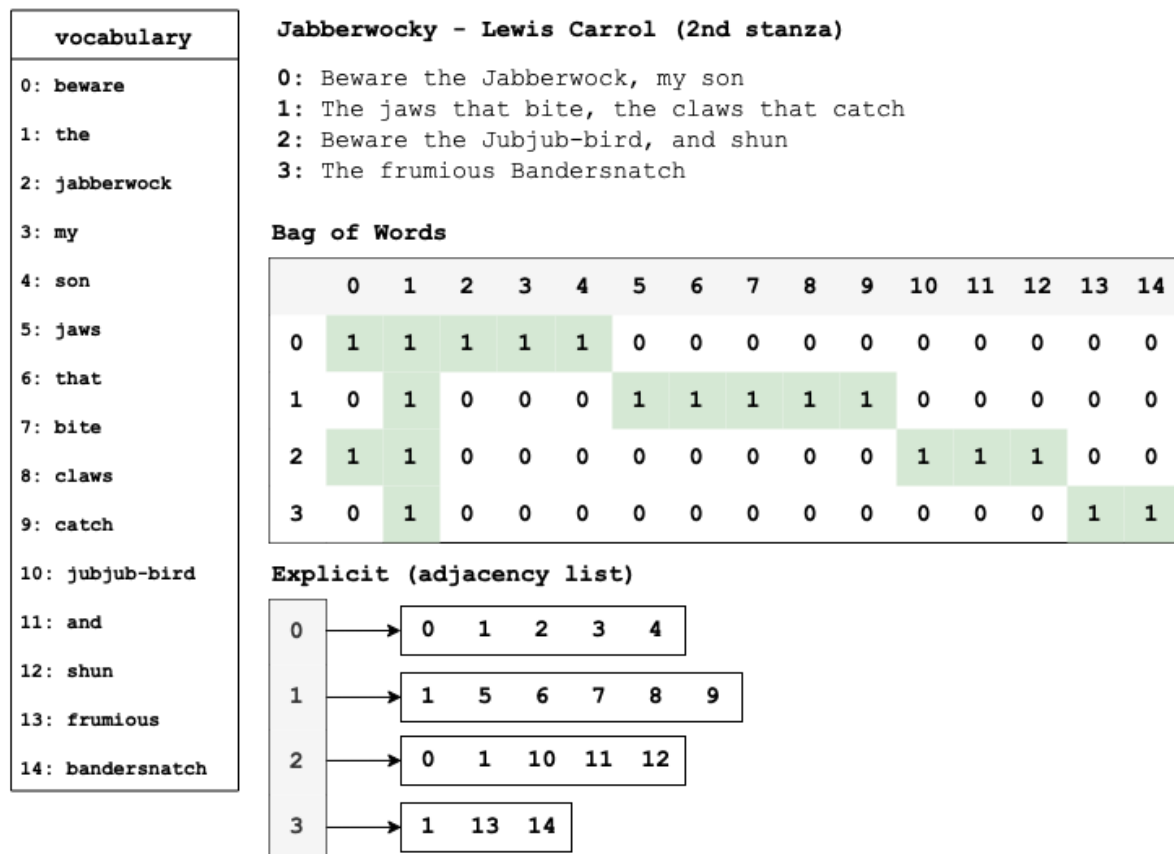 vocabulary
0: beware
1: the
2: jabberwock
3: my
4: son
5: jaws
6: that
7: bite
8: claws
9: catch
10: jubjub-bird
11: and
12: shun
13: frumious
14: bandersnatch
Jabberwocky - Lewis Carrol (2nd stanza)
0: Beware the Jabberwock, my son
1: The jaws that bite, the claws that catch
2: Beware the Jubjub-bird, and shun
3: The frumious Bandersnatch
Bag of Words
0 1 2 3 4 5 6 7 8 9 10 11 12 13 14
0 1 1 1 1 1 0 0 0 0 0 0 0 0 0 0
1 0 1 0 0 0 1 1 1 1 1 0 0 0 0 0
2 1 1 0 0 0 0 0 0 0 0 1 1 1 0 0
3 0 1 0 0 0 0 0 0 0 0 0 0 0 1 1
Explicit (adjacency list)
0 0 1 2 3 4
1 1 5 6 7 8 9
2 0 1 10 11 12
3 1 13 14